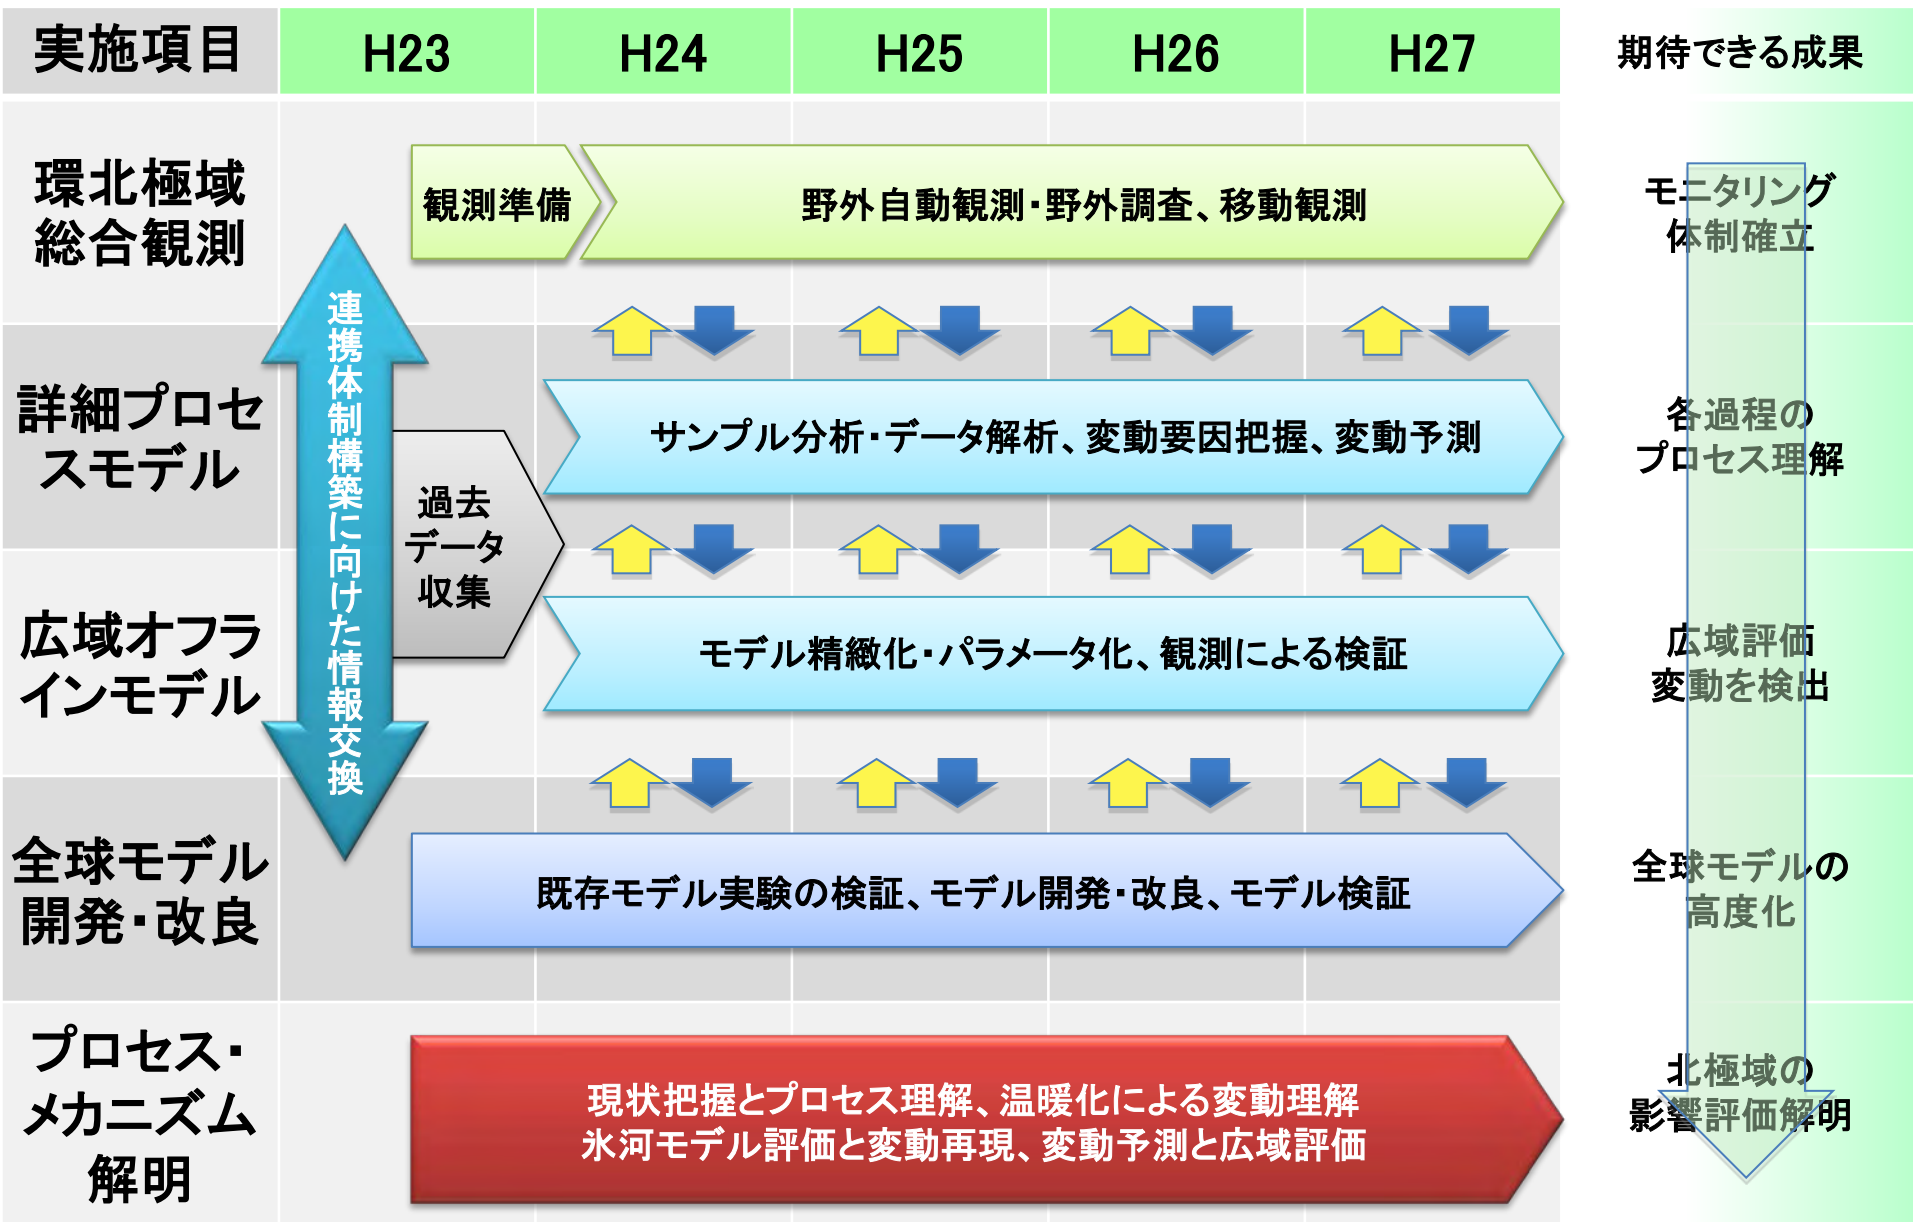 実施項目
H23
H24
H25
H26
H27
期待できる成果
環北極域
総合観測
観測準備
野外自動観測・野外調査、移動観測
モニタリング
体制確立
連携体制構築に向けた情報交換
詳細プロセ
スモデル
過去
データ
収集
サンプル分析・データ解析、変動要因把握、変動予測
各過程の
プロセス理解
広域オフラ
インモデル
モデル精緻化・パラメータ化、観測による検証
広域評価
変動を検出
全球モデル
開発・改良
既存モデル実験の検証、モデル開発・改良、モデル検証
全球モデルの
高度化
プロセス・
メカニズム
解明
現状把握とプロセス理解、温暖化による変動理解
氷河モデル評価と変動再現、変動予測と広域評価
北極域の
影響評価解明